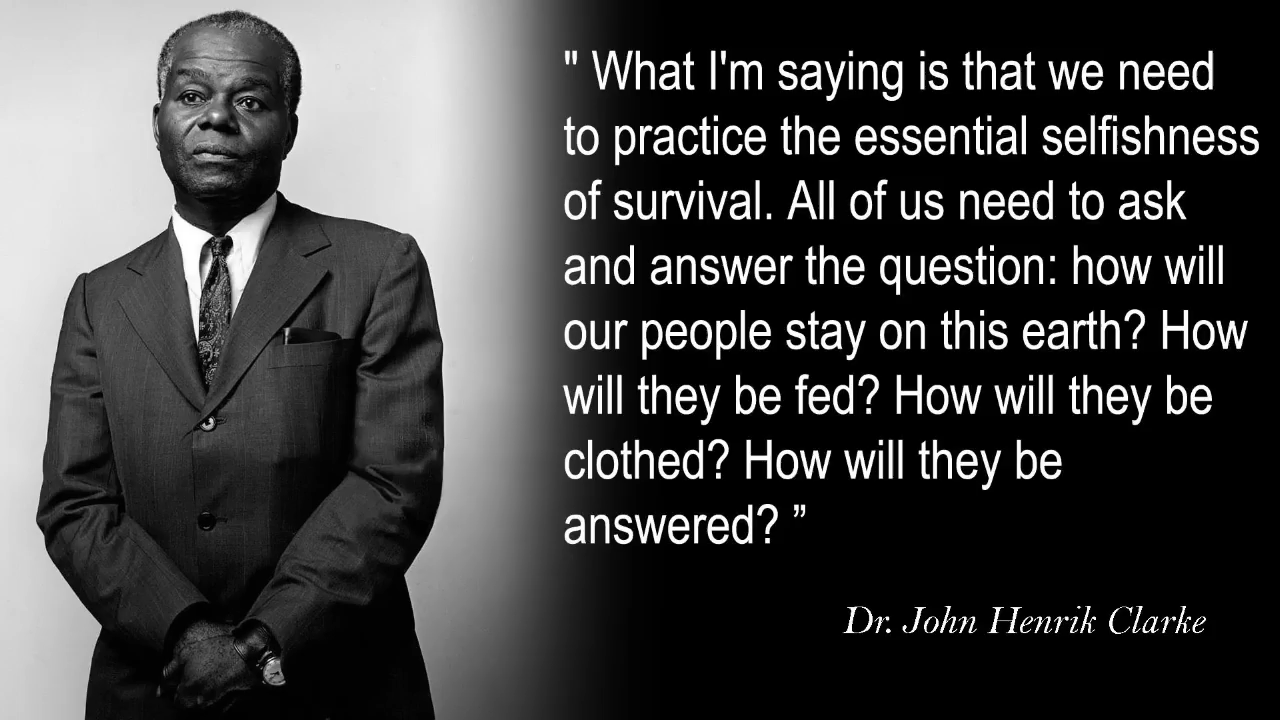 " What I'm saying is that we need
to practice the essential selfishness
of survival. All of us need to ask
and answer the question: how will
our people stay on this earth? How
will they be fed? How will they be
clothed? How will they be
answered? ”
Dr. John Henrik Clarke